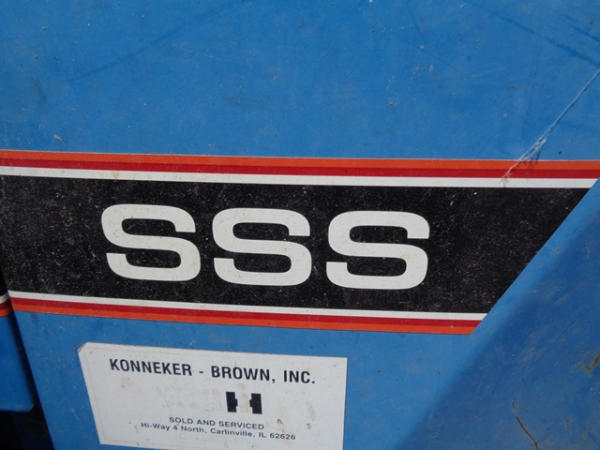 SSS
KONNEKER - BROWN, INC.
SOLD AND SERVICED
Hi-Way 4 North, Carlinville, IL 62626